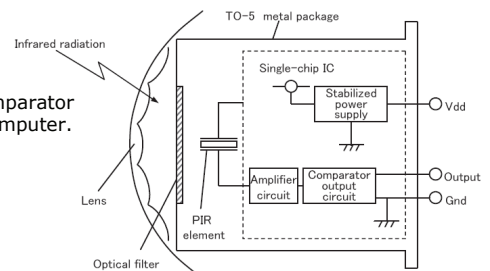 TO-5 metal package
Infrared radiation
Single-chip IC
Stabilized
power
supply
Vdd
mparator
mputer.
Amplifier
circuit
Comparator
output
circuit
Output
Gnd
Lens
PIR
element
Optical filter